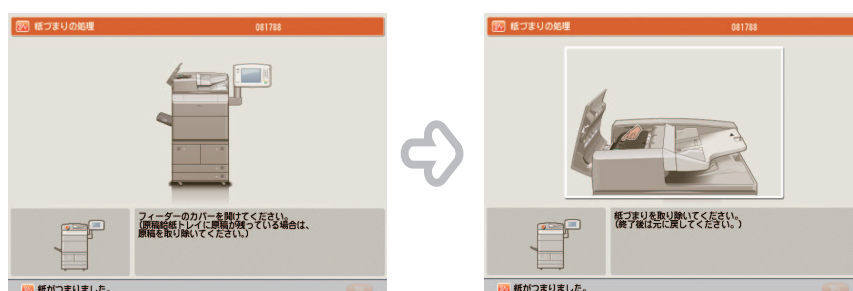 紙づまりの処理
081788
フィーダーのカバーを開けてください。
(原稿給紙トレイに原稿が残っている場合は、
原稿を取り除いてください。)
紙がつまりました。
紙づまりの処理
081788
紙づまりを取り除いてください。
(終了後は元に戻してください。)
紙がつまりました。